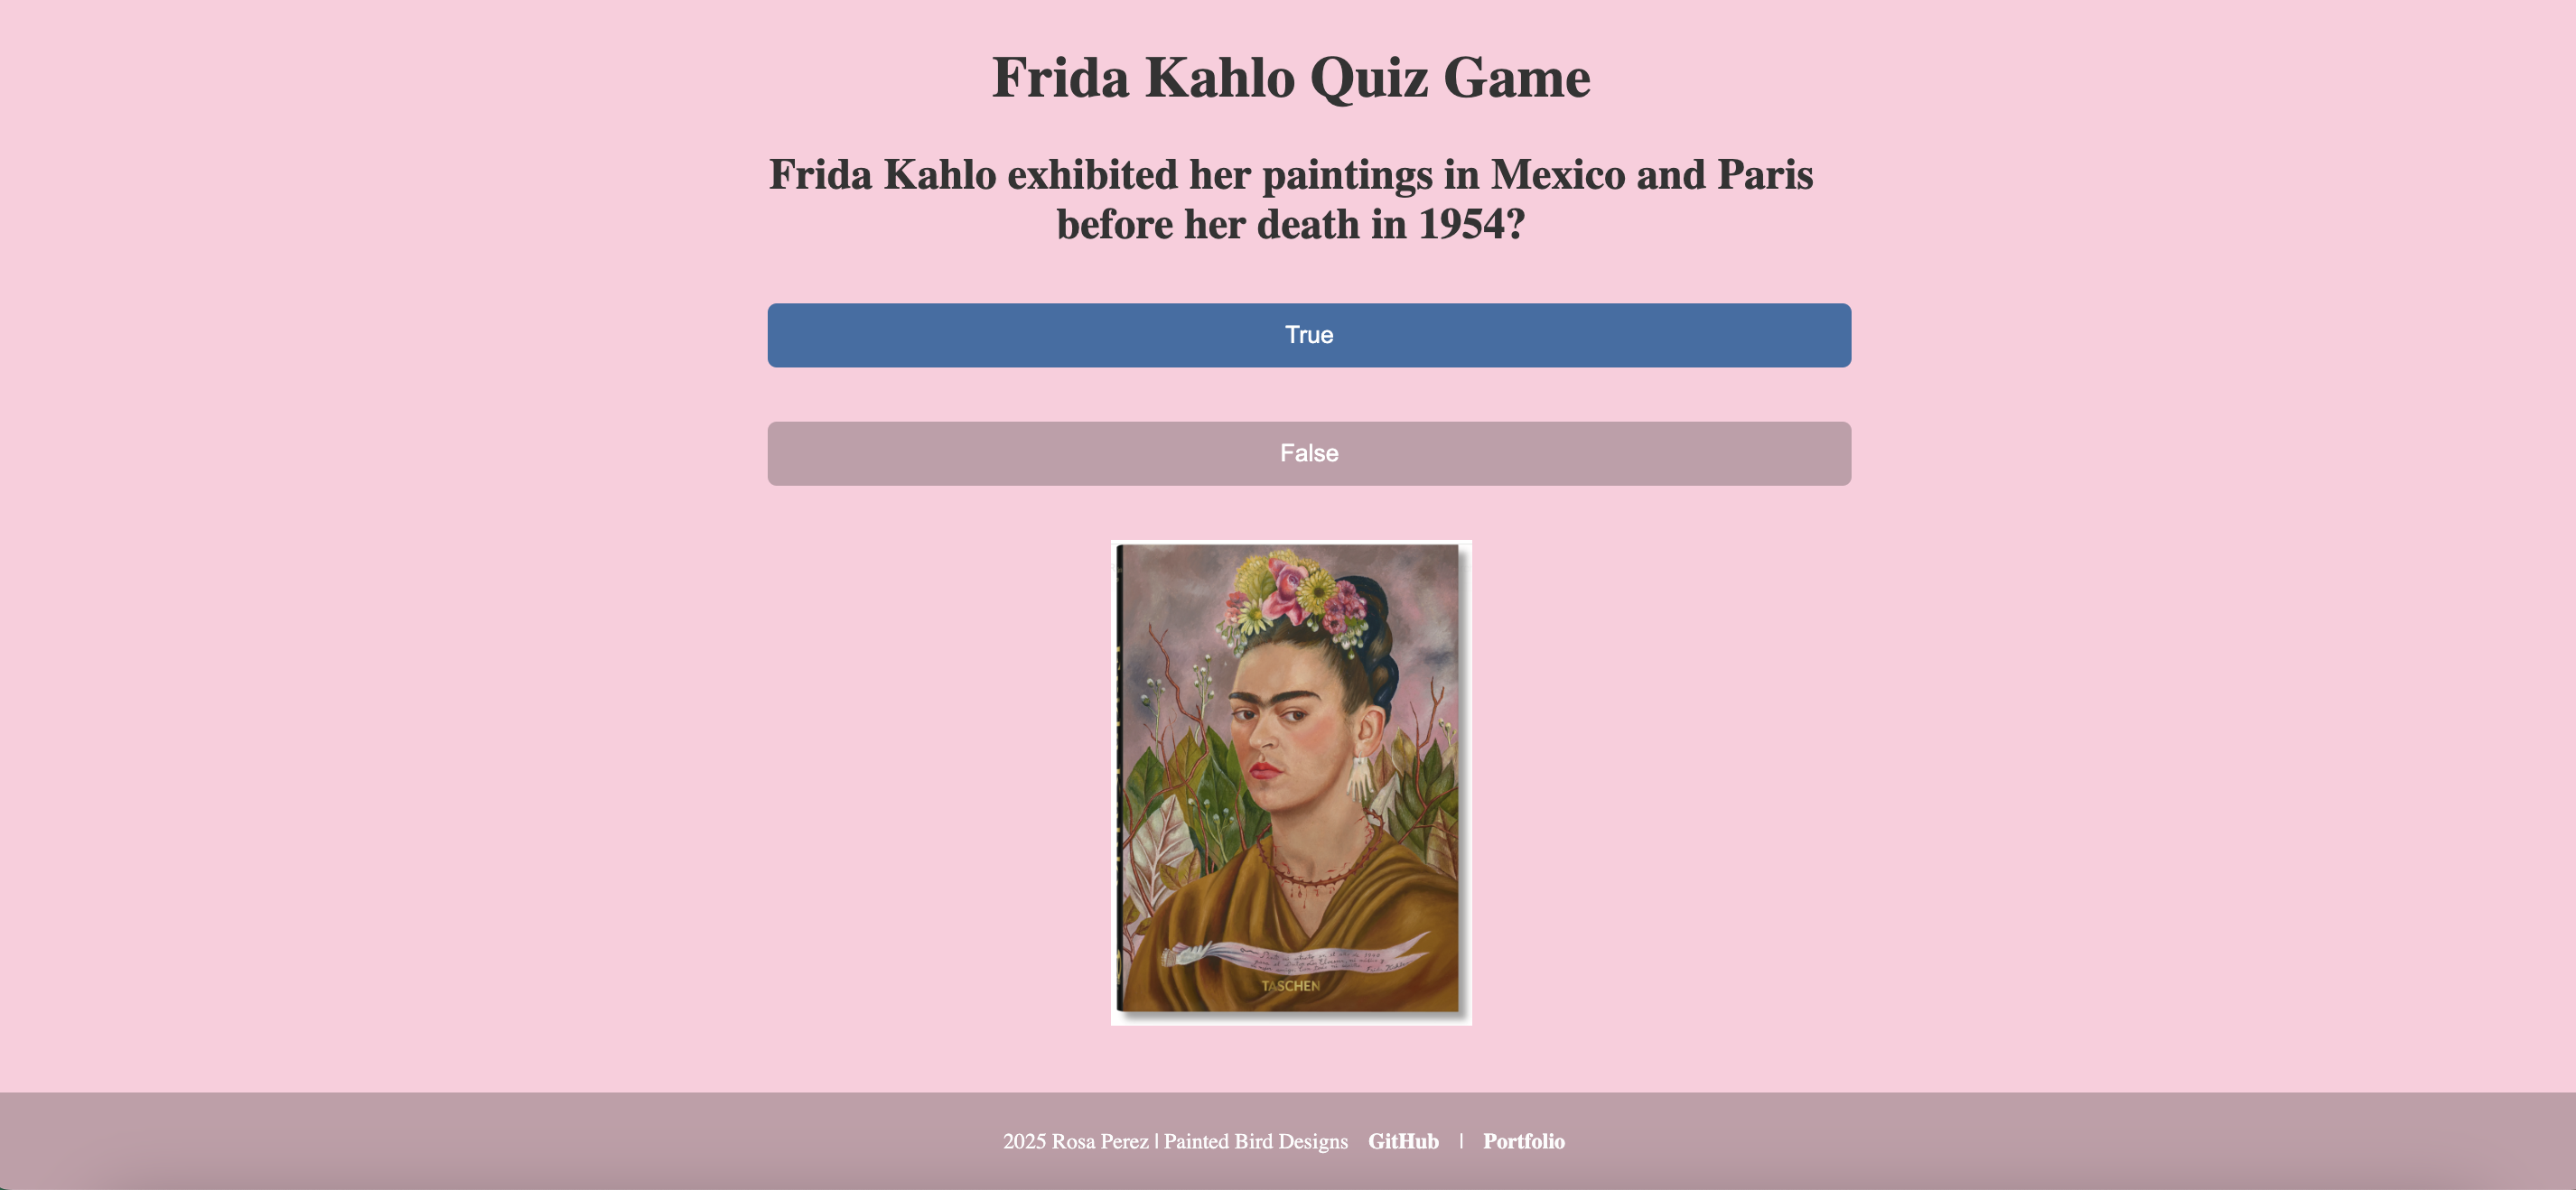 Frida Kahlo Quiz Game
Frida Kahlo exhibited her paintings in Mexico and Paris
before her death in 1954?
True
False
TASCHEN
2025 Rosa Perez | Painted Bird Designs GitHub | Portfolio